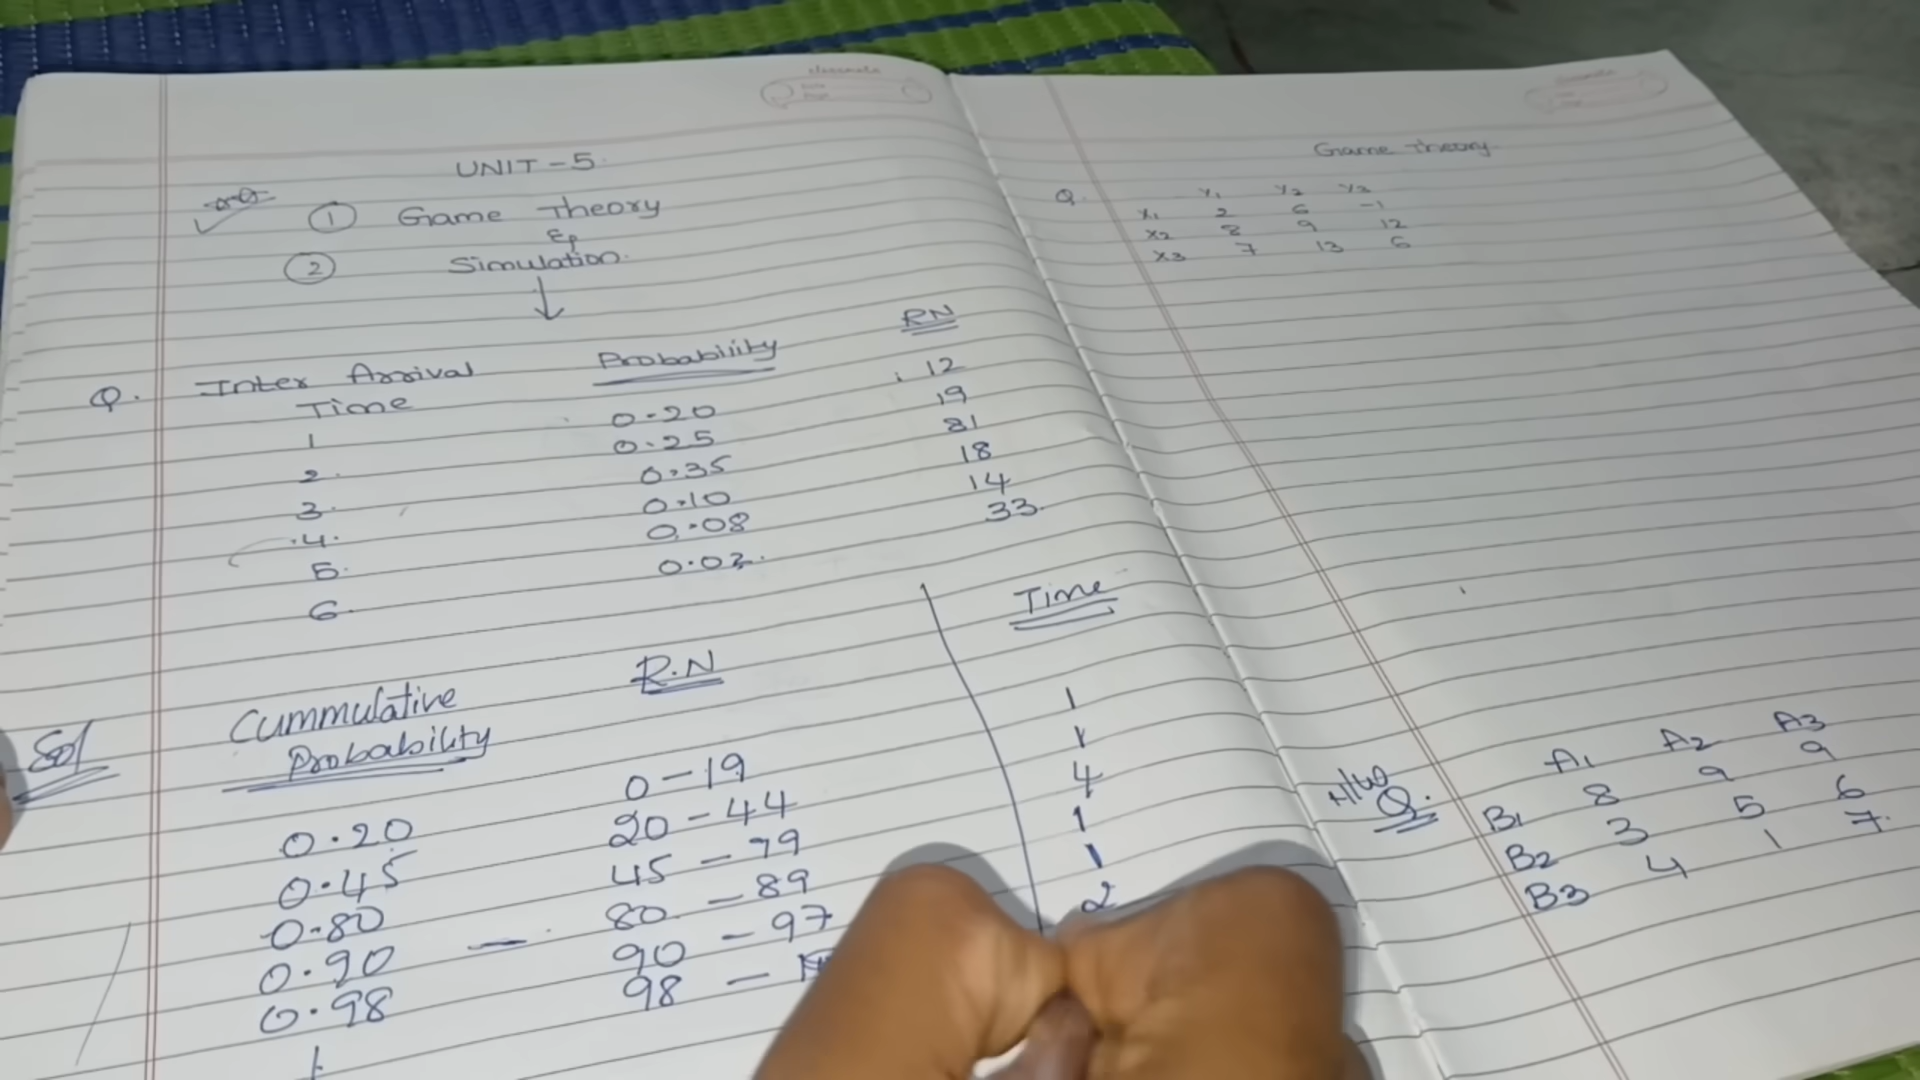 UNIT-5.
① Game Theory
&
② Simulation.
Q. Inter Arrival Time Probability RN
1 0.20 12
2. 0.25 19
3. 0.35 81
4. 0.10 18
5. 0.08 14
6. 0.02. 33.
Sol Cummulative Probability R.N Time
0.20 0-19 1
0.45 20-44 1
0.80 45-79 4
0.90 - 80-89 1
0.98 90-97 1
1 98- 2
Game Theory
Q. Y1 Y2 Y3
X1 2 6 -1
X2 8 9 12
X3 7 13 6
H/W Q. A1 A2 A3
B1 8 9 9
B2 3 5 6
B3 4 1 7.